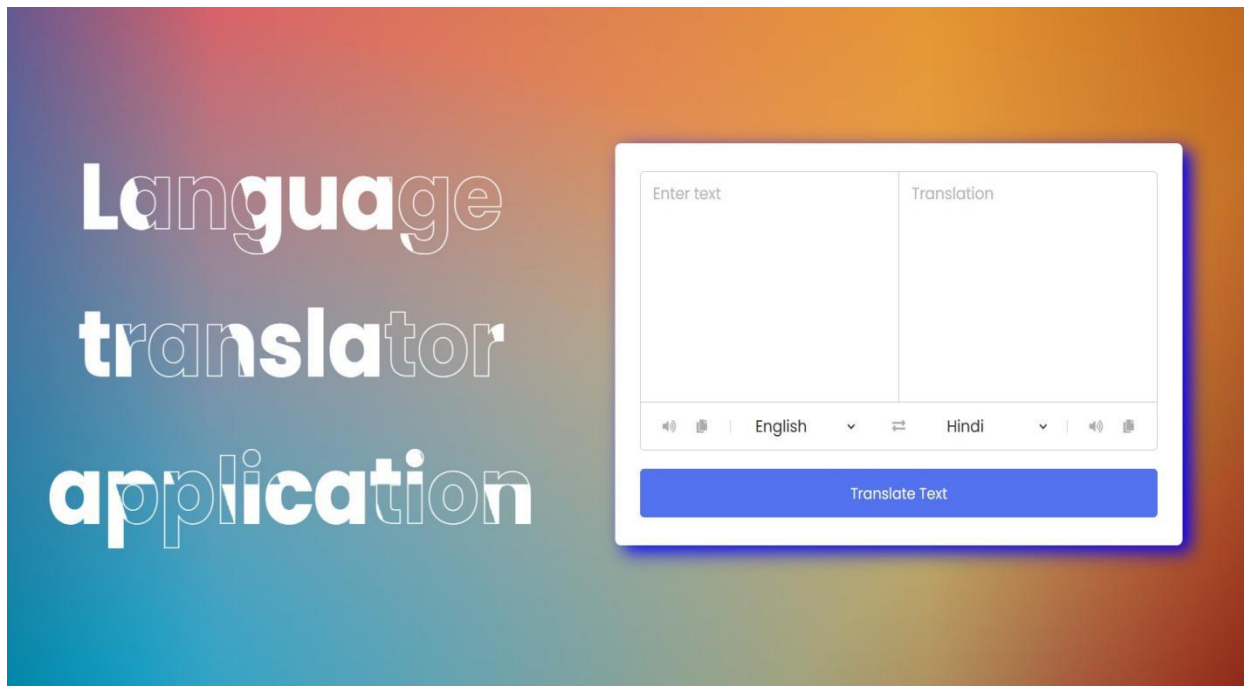 Language
translator
application
Enter text
Translation
English
Hindi
Translate Text